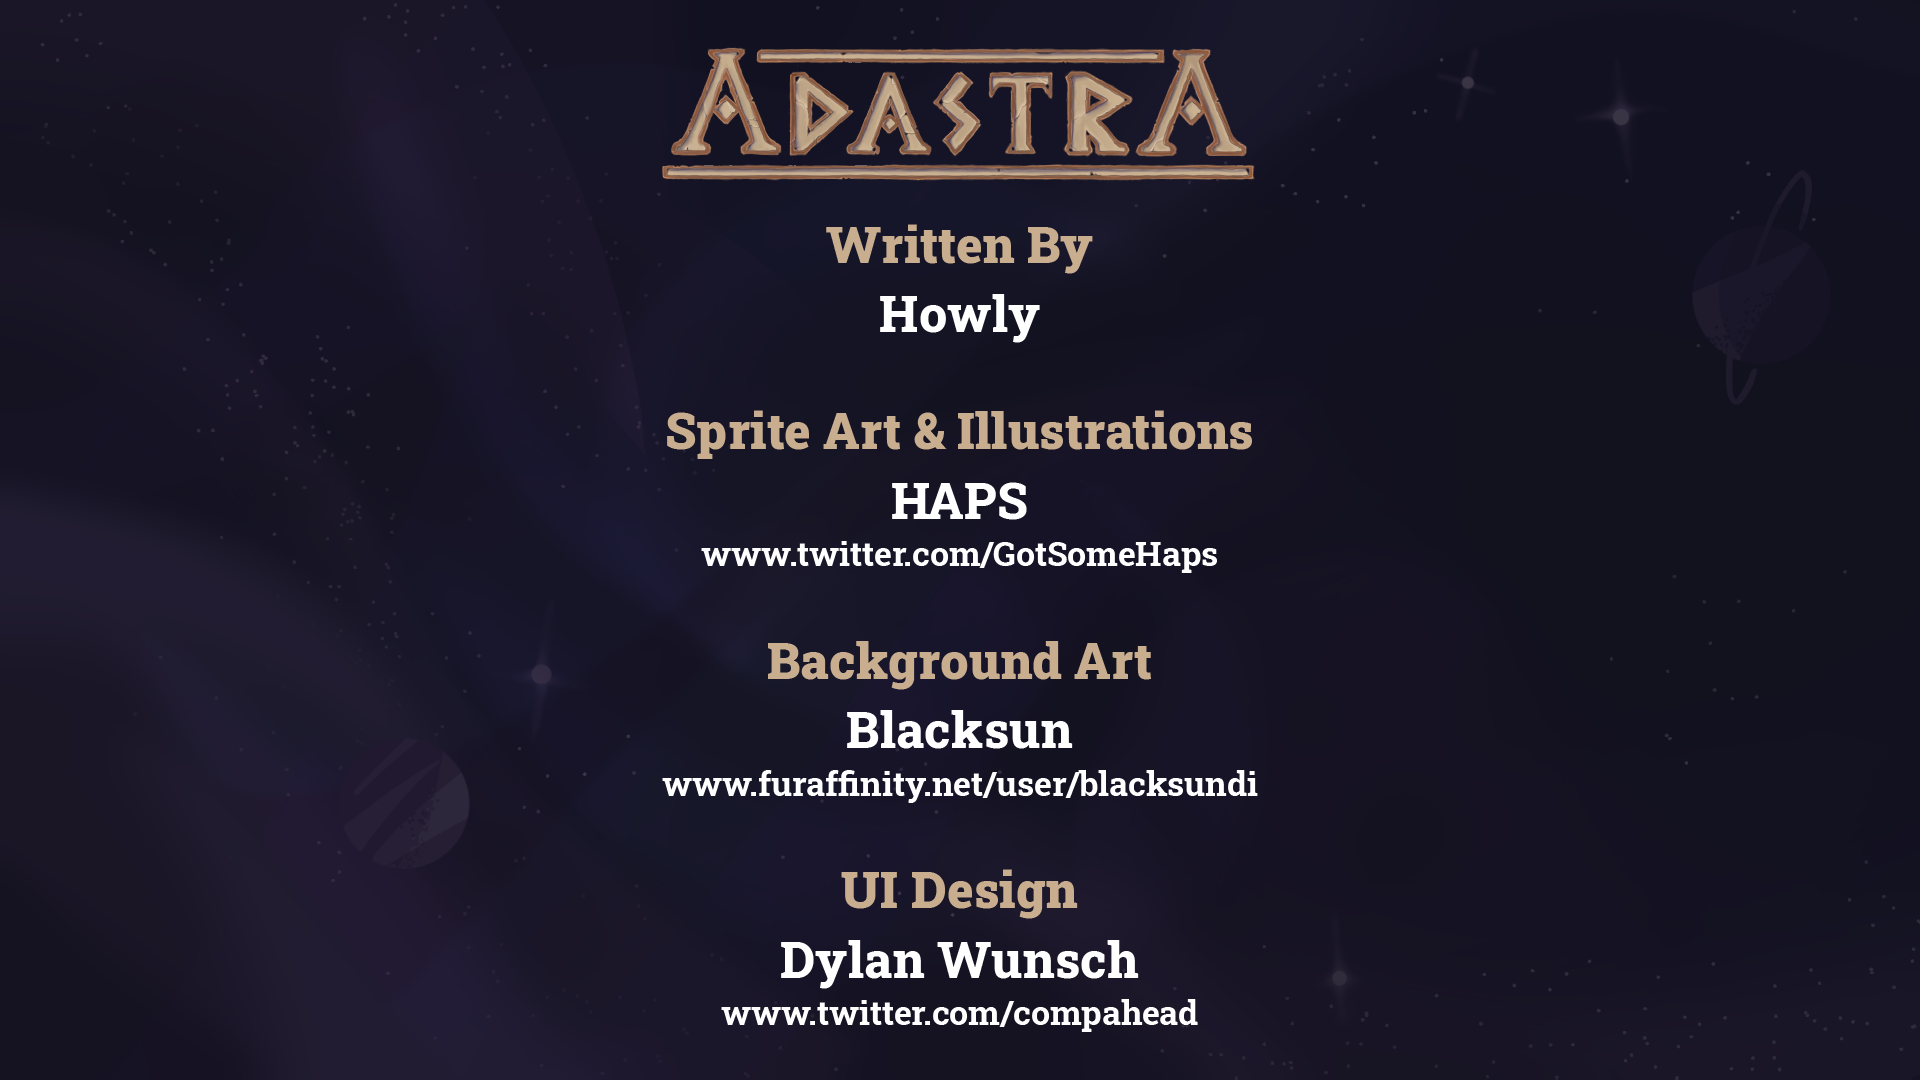 ADASTRA
Written By
Howly
Sprite Art & Illustrations
HAPS
www.twitter.com/GotSomeHaps
Background Art
Blacksun
www.furaffinity.net/user/blacksundi
UI Design
Dylan Wunsch
www.twitter.com/compahead